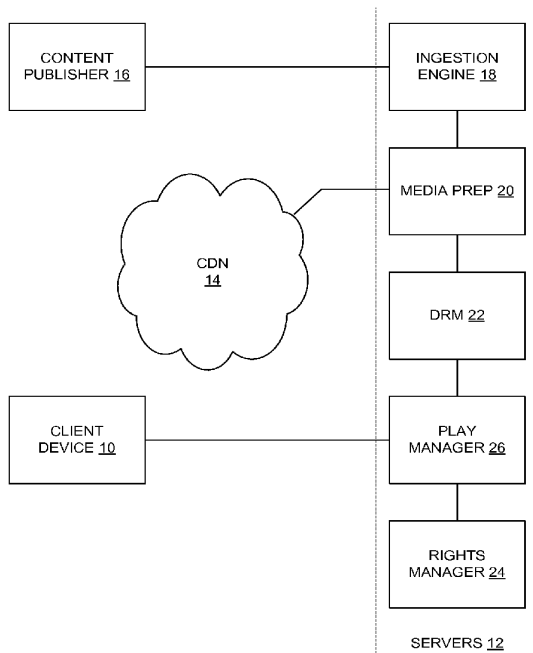 CONTENT
PUBLISHER 16
INGESTION
ENGINE 18
MEDIA PREP 20
CDN
14
DRM 22
CLIENT
DEVICE 10
PLAY
MANAGER 26
RIGHTS
MANAGER 24
SERVERS 12